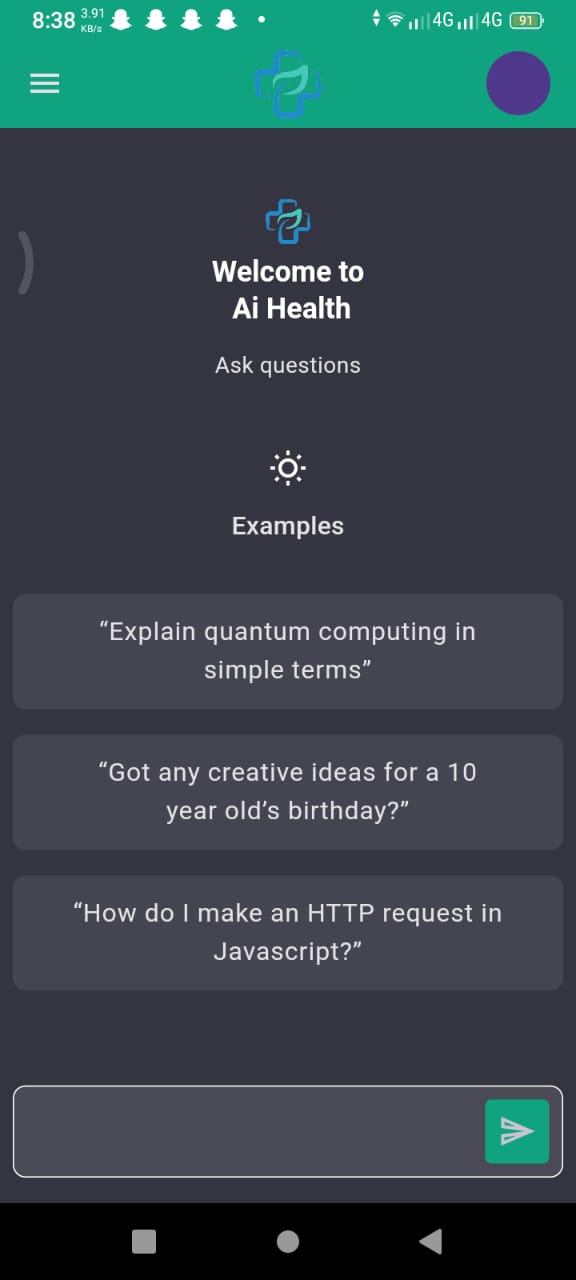 8:38 3.91 KB/s 4G 4G 91
Welcome to
Ai Health
Ask questions
Examples
“Explain quantum computing in
simple terms”
“Got any creative ideas for a 10
year old’s birthday?”
“How do I make an HTTP request in
Javascript?”